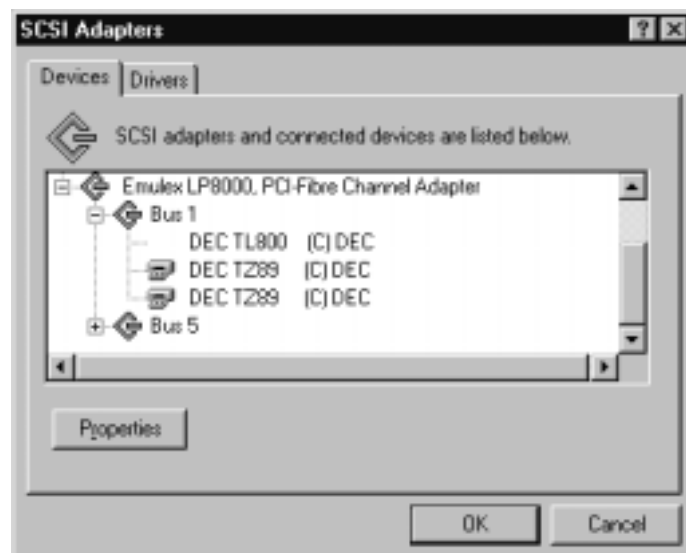 SCSI Adapters
Devices
Drivers
SCSI adapters and connected devices are listed below.
Emulex LP8000, PCI-Fibre Channel Adapter
Bus 1
DEC TL800 (C) DEC
DEC TZ89 (C) DEC
DEC TZ89 (C) DEC
Bus 5
Properties
OK
Cancel